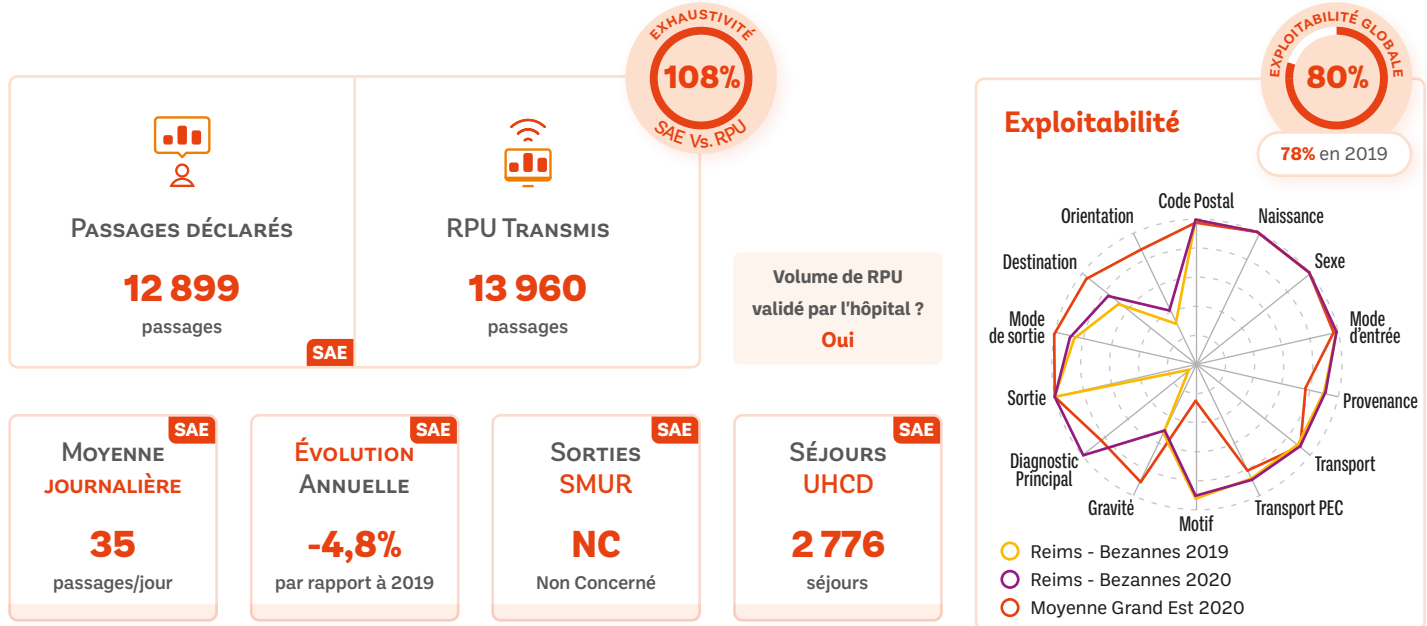 EXHAUSTIVITÉ
108%
SAE Vs. RPU
PASSAGES DÉCLARÉS
12 899
passages
SAE
RPU TRANSMIS
13 960
passages
Volume de RPU
validé par l'hôpital ?
Oui
SAE
MOYENNE
JOURNALIÈRE
35
passages/jour
SAE
ÉVOLUTION
ANNUELLE
-4,8%
par rapport à 2019
SAE
SORTIES
SMUR
NC
Non Concerné
SAE
SÉJOURS
UHCD
2 776
séjours
EXPLOITABILITÉ GLOBALE
80%
78% en 2019
Exploitabilité
Code Postal
Naissance
Sexe
Mode
d'entrée
Provenance
Transport
Transport PEC
Motif
Gravité
Diagnostic
Principal
Sortie
Mode
de sortie
Destination
Orientation
Reims - Bezannes 2019
Reims - Bezannes 2020
Moyenne Grand Est 2020